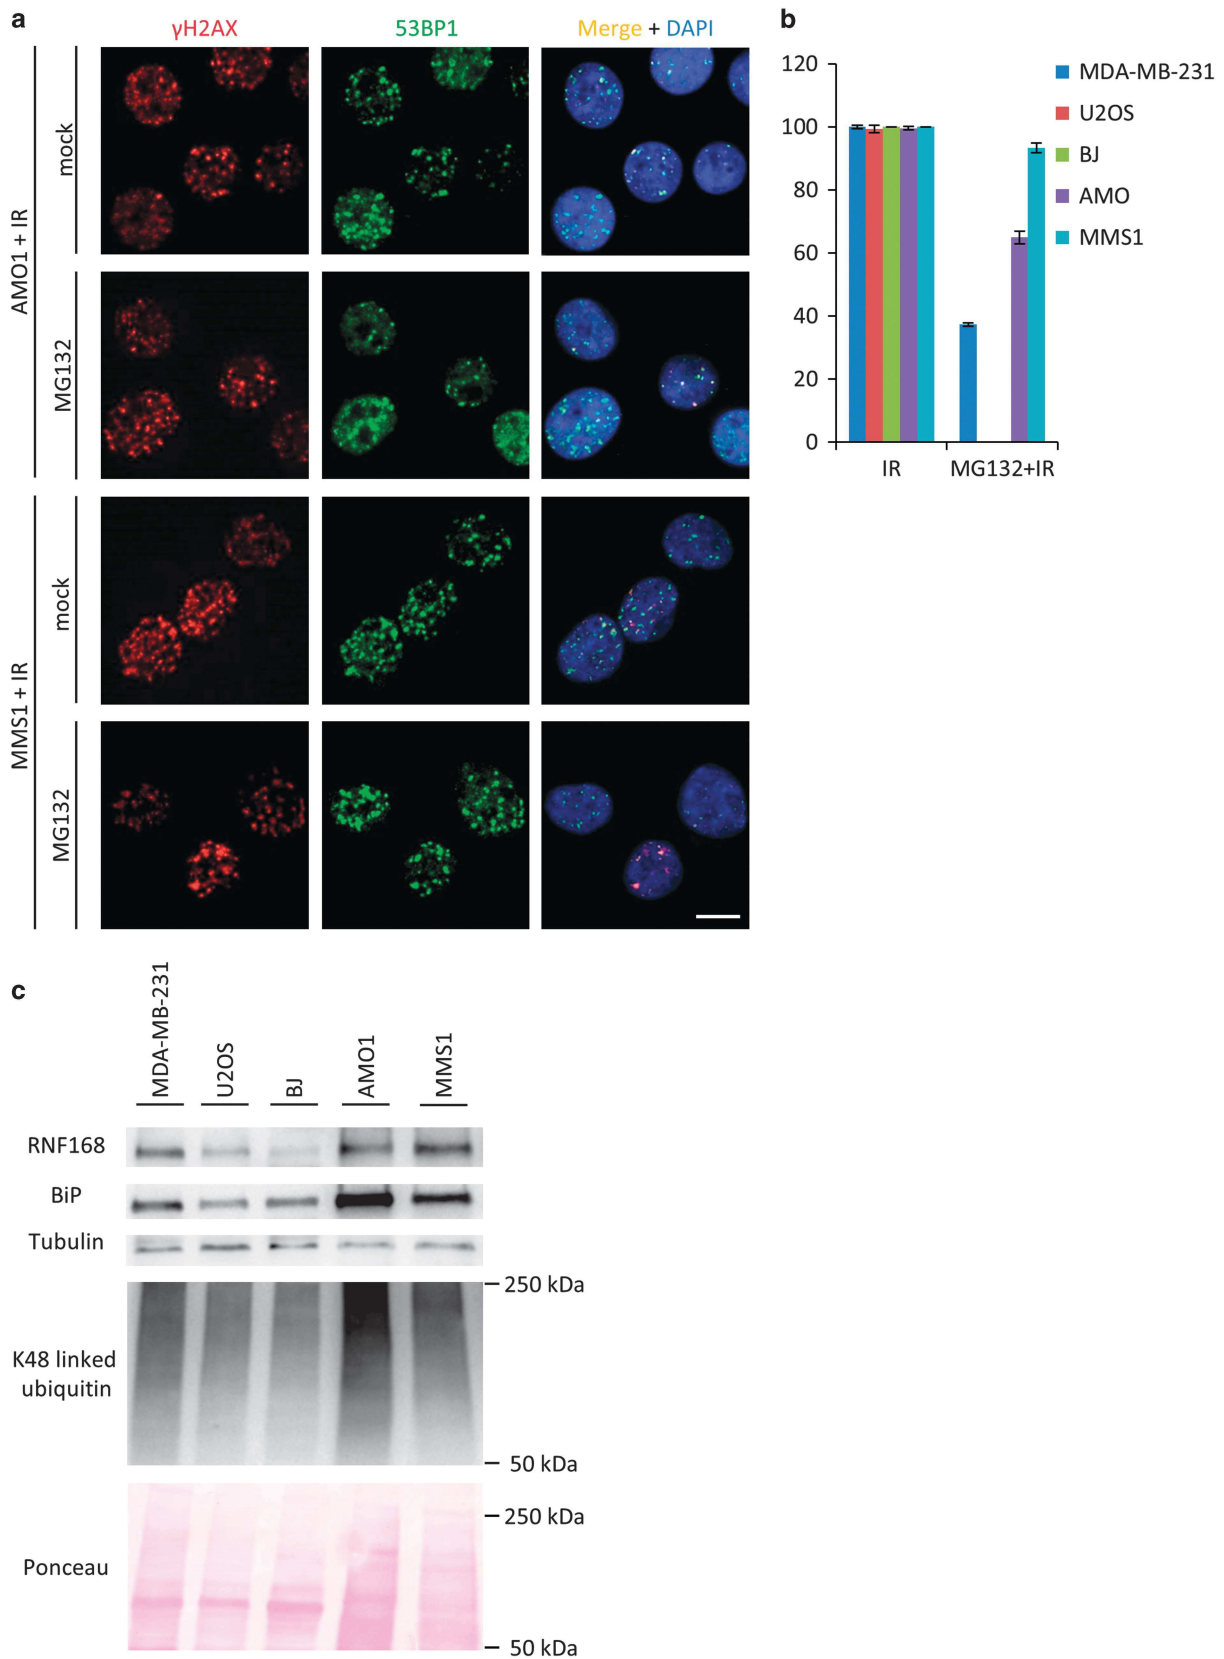 a
γH2AX
53BP1
Merge + DAPI
AMO1 + IR
mock
MG132
MMS1 + IR
mock
MG132
b
120
100
80
60
40
20
0
IR
MG132+IR
MDA-MB-231
U2OS
BJ
AMO
MMS1
c
MDA-MB-231
U2OS
BJ
AMO1
MMS1
RNF168
BiP
Tubulin
K48 linked
ubiquitin
250 kDa
50 kDa
Ponceau
250 kDa
50 kDa